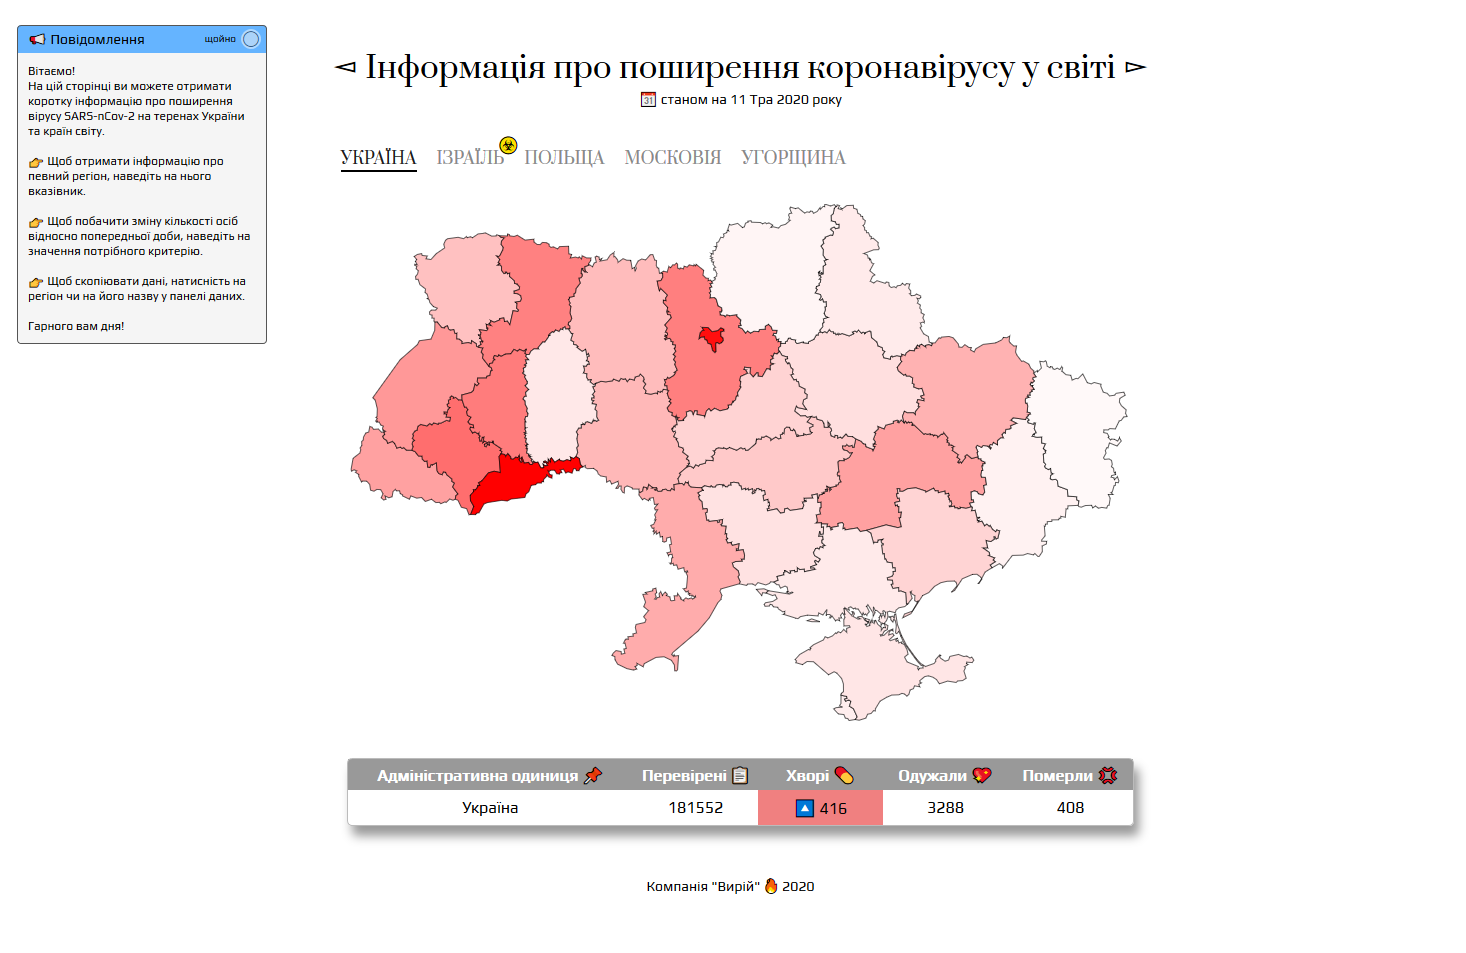 Повідомлення щойно
Вітаємо!
На цій сторінці ви можете отримати
коротку інформацію про поширення
вірусу SARS-nCov-2 на теренах України
та країн світу.
Щоб отримати інформацію про
певний регіон, наведіть на нього
вказівник.
Щоб побачити зміну кількості осіб
відносно попередньої доби, наведіть на
значення потрібного критерію.
Щоб скопіювати дані, натисніть на
регіон чи на його назву у панелі даних.
Гарного вам дня!
Інформація про поширення коронавірусу у світі
31 станом на 11 Тра 2020 року
УКРАЇНА ІЗРАЇЛЬ ПОЛЬЩА МОСКОВІЯ УГОРЩИНА
Адміністративна одиниця Перевірені Хворі Одужали Померли
Україна 181552 416 3288 408
Компанія "Вирій" 2020